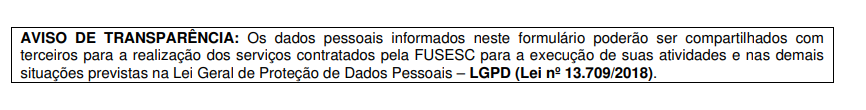 AVISO DE TRANSPARÊNCIA: Os dados pessoais informados neste formulário poderão ser compartilhados com
terceiros para a realização dos serviços contratados pela FUSESC para a execução de suas atividades e nas demais
situações previstas na Lei Geral de Proteção de Dados Pessoais – LGPD (Lei nº 13.709/2018).